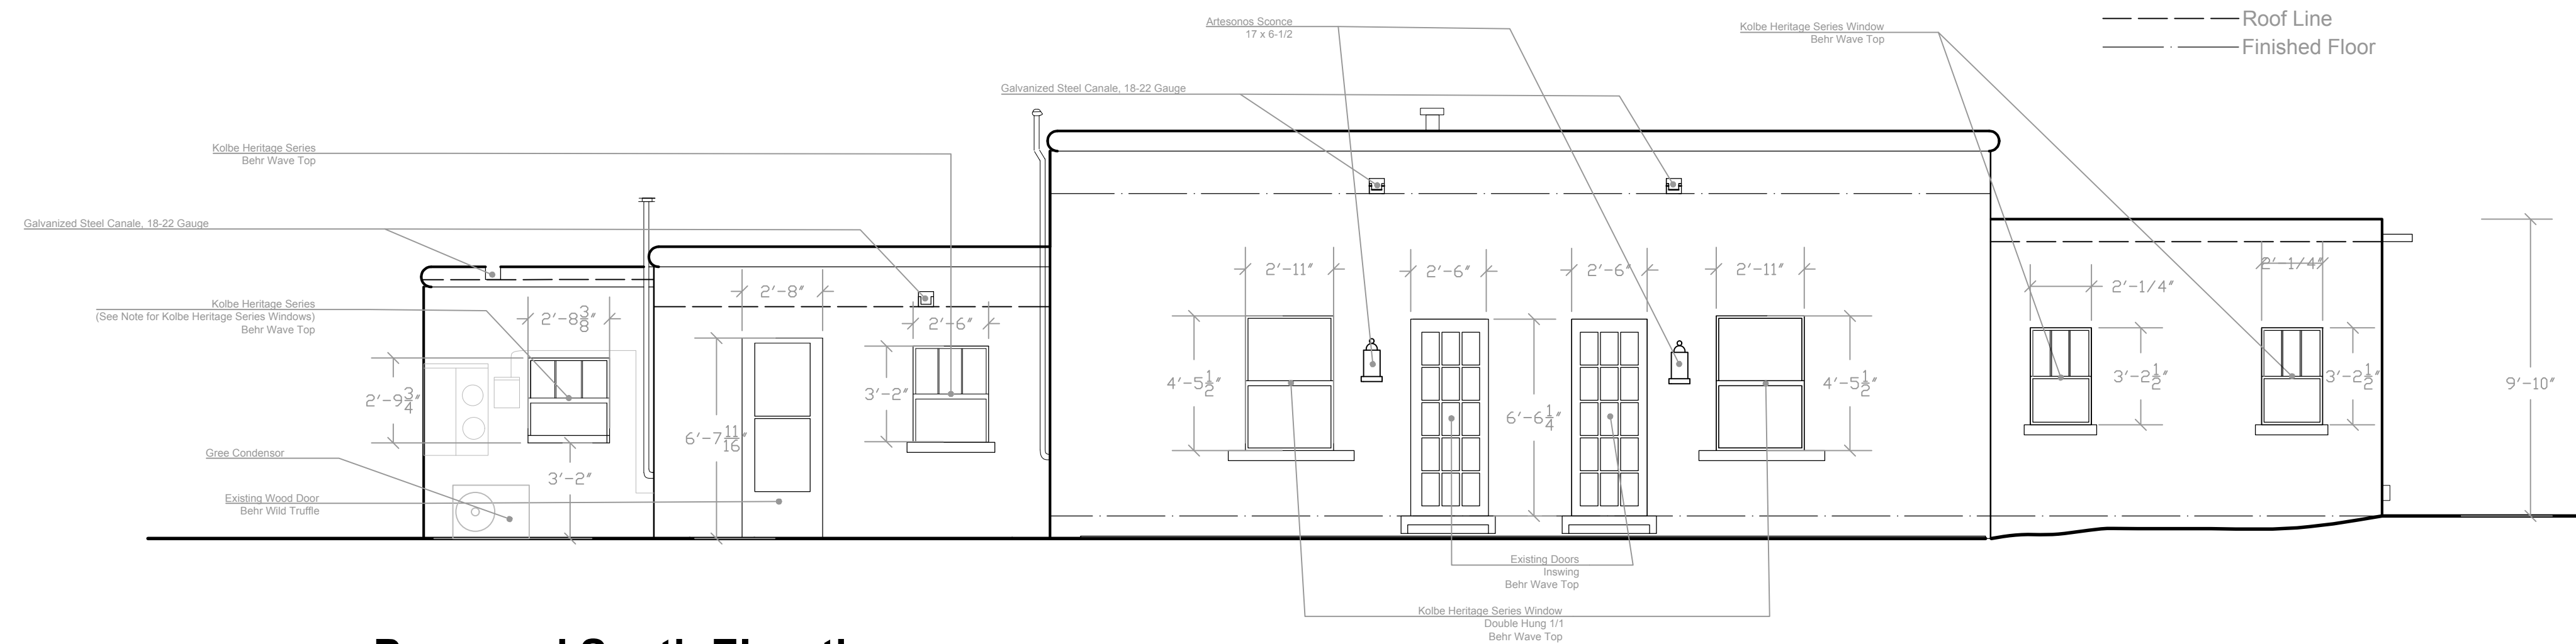 Artesonos Sconce
17 x 6-1/2
Kolbe Heritage Series Window
Behr Wave Top
Roof Line
Finished Floor
Galvanized Steel Canale, 18-22 Gauge
Kolbe Heritage Series
Behr Wave Top
Galvanized Steel Canale, 18-22 Gauge
Kolbe Heritage Series
(See Note for Kolbe Heritage Series Windows)
Behr Wave Top
Gree Condensor
Existing Wood Door
Behr Wild Truffle
2'-8 3/8"
2'-9 3/4"
3'-2"
2'-8"
6'-7 11/16"
2'-6"
3'-2"
2'-11"
2'-6"
2'-6"
2'-11"
4'-5 1/2"
6'-6 1/4"
4'-5 1/2"
2'-1/4"
2'-1/4"
3'-2 1/2"
3'-2 1/2"
9'-10"
Existing Doors
Inswing
Behr Wave Top
Kolbe Heritage Series Window
Double Hung 1/1
Behr Wave Top